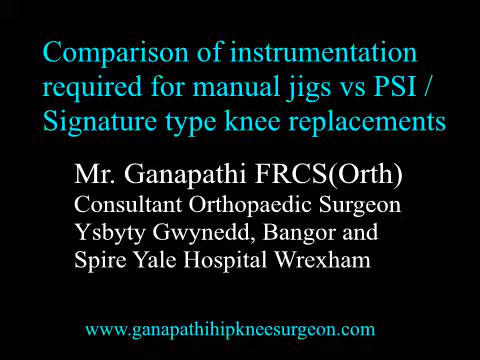 Comparison of instrumentation
required for manual jigs vs PSI /
Signature type knee replacements
Mr. Ganapathi FRCS(Orth)
Consultant Orthopaedic Surgeon
Ysbyty Gwynedd, Bangor and
Spire Yale Hospital Wrexham
www.ganapathihipkneesurgeon.com